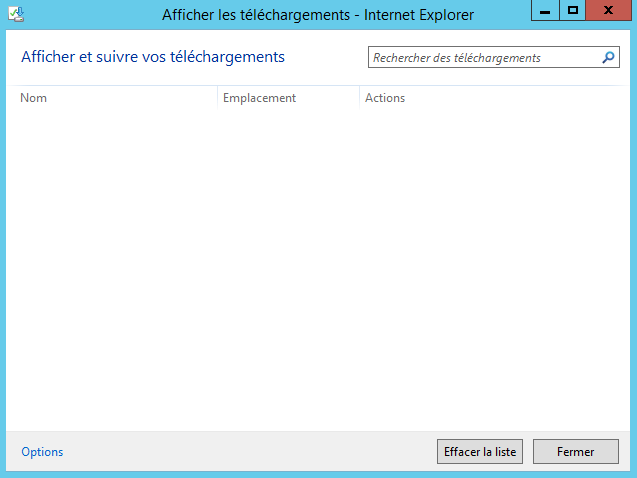 Afficher les téléchargements - Internet Explorer
Afficher et suivre vos téléchargements
Rechercher des téléchargements
Nom Emplacement Actions
Options Effacer la liste Fermer